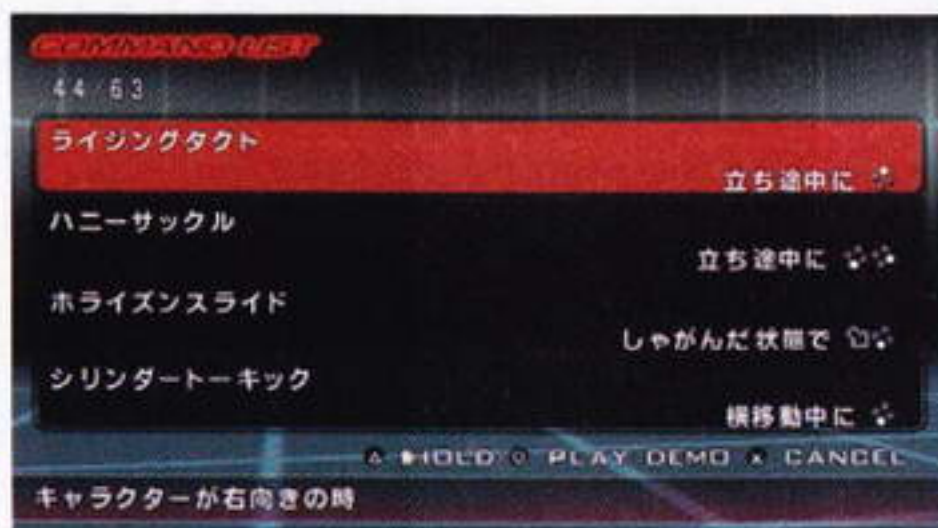 COMMAND LIST
44/63
ライジングタクト
立ち途中に
ハニーサックル
立ち途中に
ホライズンスライド
しゃがんだ状態で
シリンダートーキック
横移動中に
HOLD PLAY DEMO CANCEL
キャラクターが右向きの時